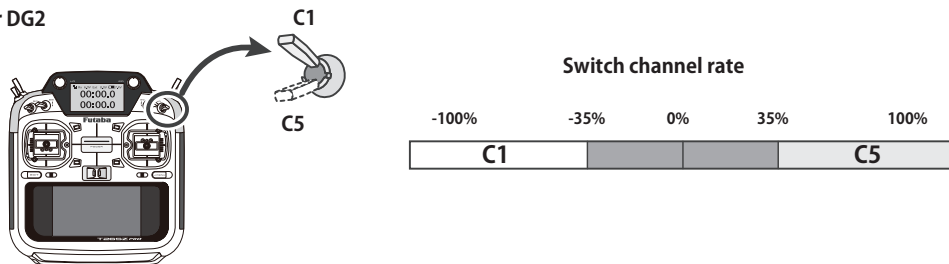 DG2
C1
C5
00:00.0
00:00.0
Futaba
T26SZ
Switch channel rate
-100% -35% 0% 35% 100%
C1 C5